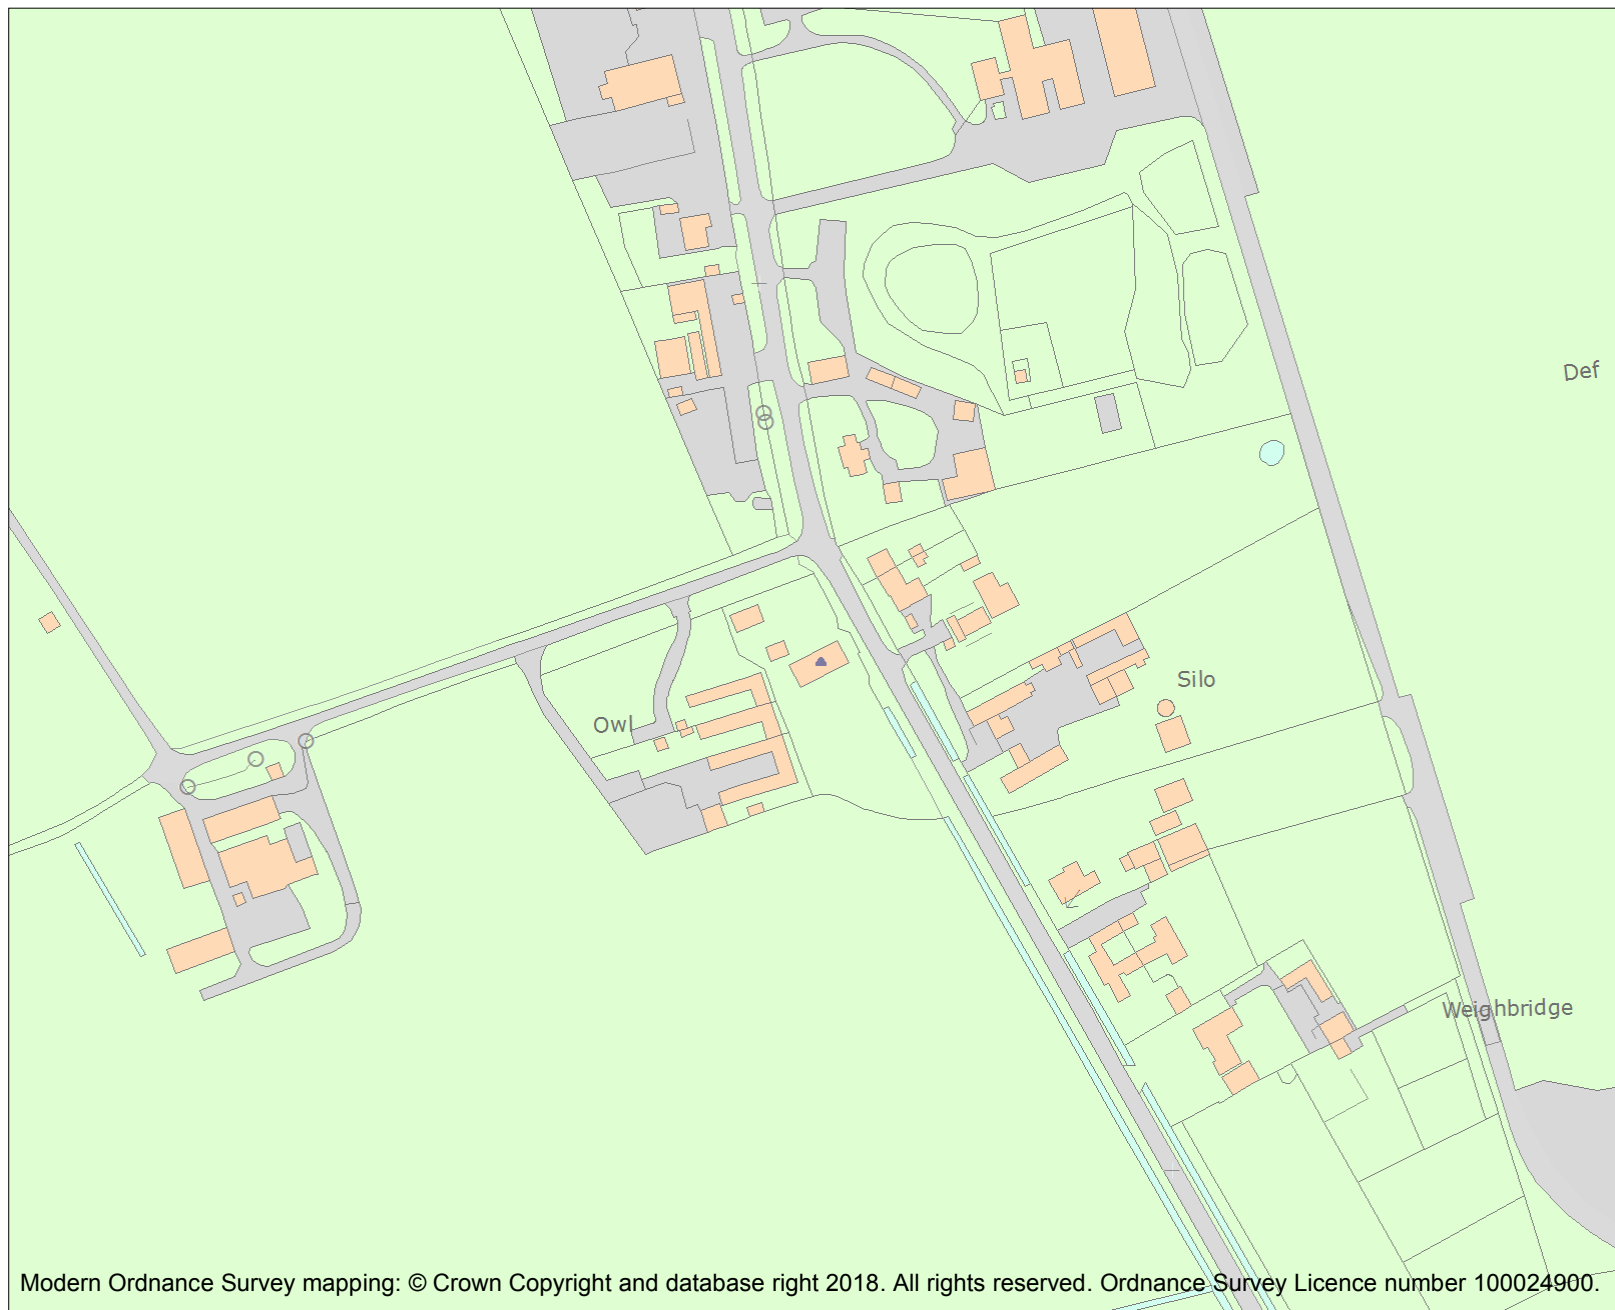 Def
Silo
Owl
Weighbridge
Modern Ordnance Survey mapping: © Crown Copyright and database right 2018. All rights reserved. Ordnance Survey Licence number 100024900.